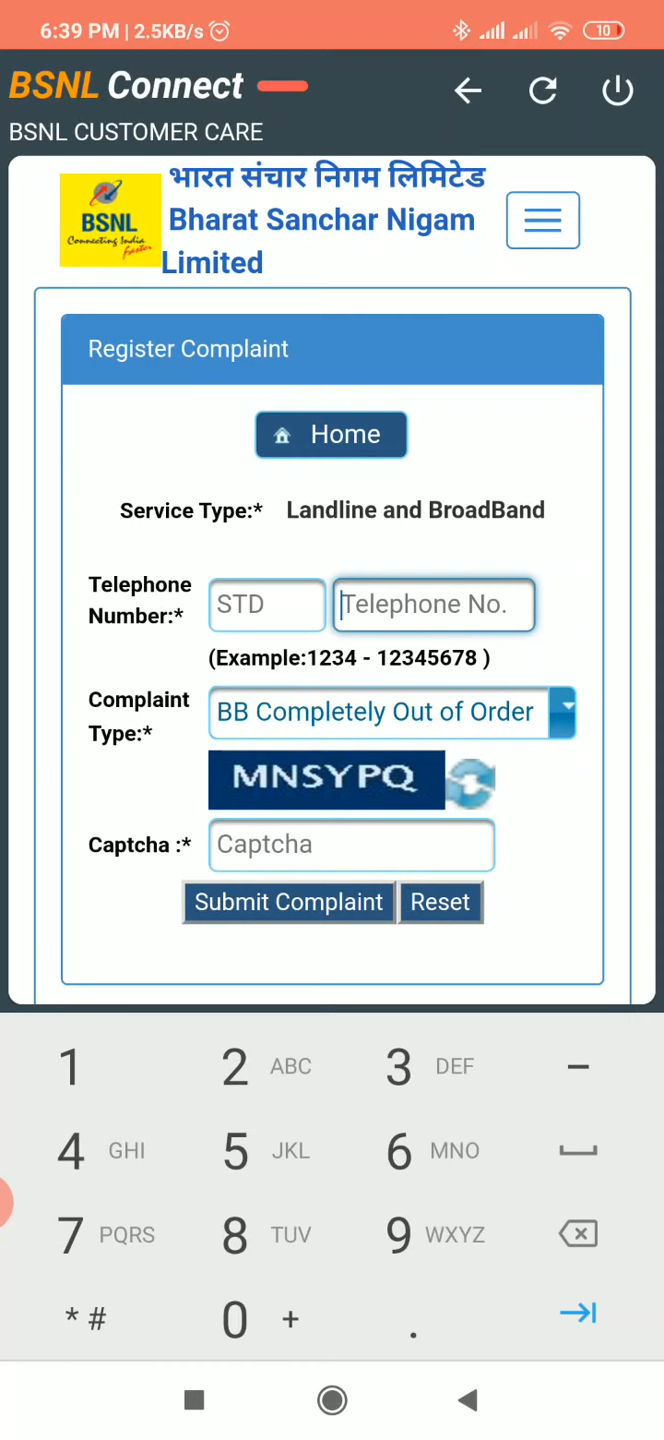 6:39 PM | 2.5KB/s 10
BSNL Connect
BSNL CUSTOMER CARE
BSNL
Connecting India
Faster
भारत संचार निगम लिमिटेड
Bharat Sanchar Nigam
Limited
Register Complaint
Home
Service Type:* Landline and BroadBand
Telephone
Number:*
STD Telephone No.
(Example:1234 - 12345678 )
Complaint
Type:*
BB Completely Out of Order
MNSYPQ
Captcha :* Captcha
Submit Complaint Reset
1 2 ABC 3 DEF –
4 GHI 5 JKL 6 MNO
7 PQRS 8 TUV 9 WXYZ
* # 0 + .